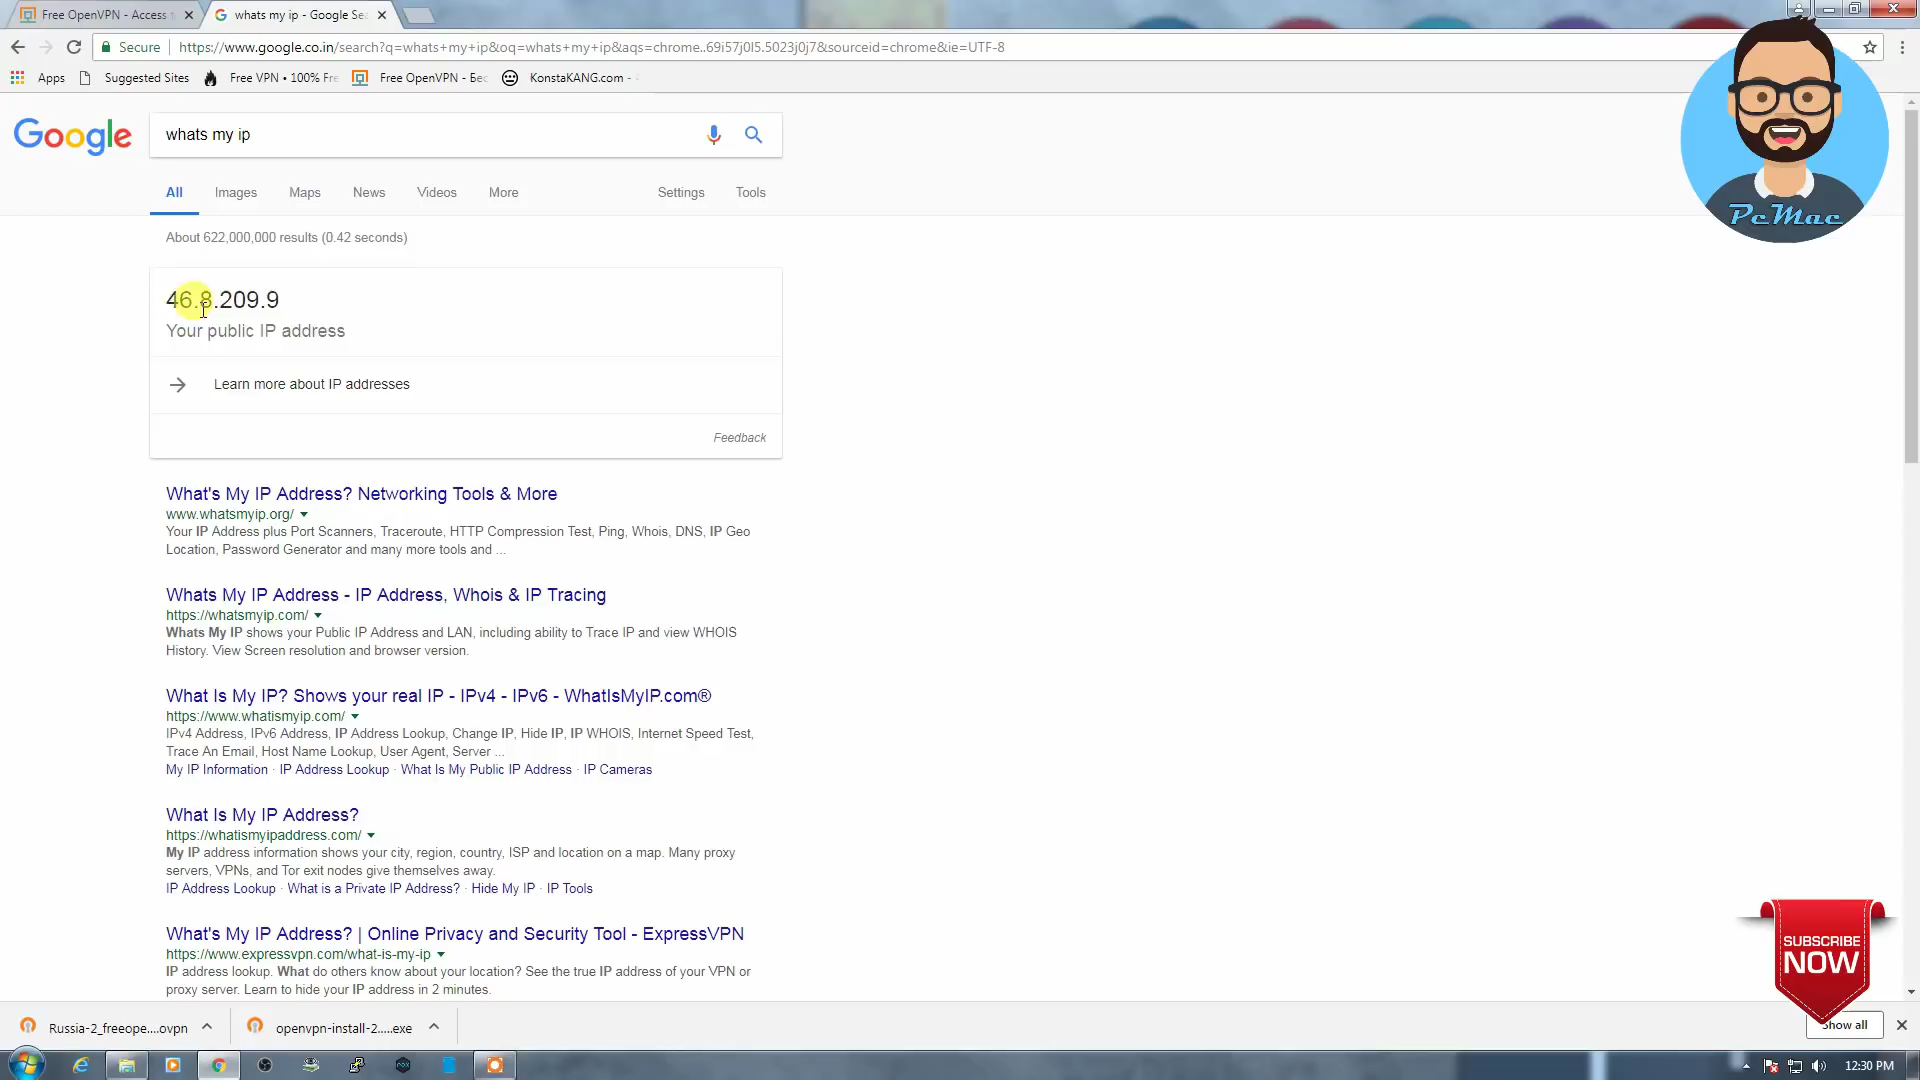 Free OpenVPN - Access
whats my ip - Google Sea
Secure
https://www.google.co.in/search?q=whats+my+ip&oq=whats+my+ip&aqs=chrome..69i57j0l5.5023j0j7&sourceid=chrome&ie=UTF-8
Apps
Suggested Sites
Free VPN • 100% Fre
Free OpenVPN - Бес
KonstaKANG.com -
PcMac
Google
whats my ip
All
Images
Maps
News
Videos
More
Settings
Tools
About 622,000,000 results (0.42 seconds)
46.8.209.9
Your public IP address
Learn more about IP addresses
Feedback
What's My IP Address? Networking Tools & More
www.whatsmyip.org/
Your IP Address plus Port Scanners, Traceroute, HTTP Compression Test, Ping, Whois, DNS, IP Geo
Location, Password Generator and many more tools and ...
Whats My IP Address - IP Address, Whois & IP Tracing
https://whatsmyip.com/
Whats My IP shows your Public IP Address and LAN, including ability to Trace IP and view WHOIS
History. View Screen resolution and browser version.
What Is My IP? Shows your real IP - IPv4 - IPv6 - WhatIsMyIP.com®
https://www.whatismyip.com/
IPv4 Address, IPv6 Address, IP Address Lookup, Change IP, Hide IP, IP WHOIS, Internet Speed Test,
Trace An Email, Host Name Lookup, User Agent, Server ...
My IP Information · IP Address Lookup · What Is My Public IP Address · IP Cameras
What Is My IP Address?
https://whatismyipaddress.com/
My IP address information shows your city, region, country, ISP and location on a map. Many proxy
servers, VPNs, and Tor exit nodes give themselves away.
IP Address Lookup · What is a Private IP Address? · Hide My IP · IP Tools
What's My IP Address? | Online Privacy and Security Tool - ExpressVPN
https://www.expressvpn.com/what-is-my-ip
IP address lookup. What do others know about your location? See the true IP address of your VPN or
proxy server. Learn to hide your IP address in 2 minutes.
SUBSCRIBE
NOW
Russia-2_freeope....ovpn
openvpn-install-2.....exe
Show all
12:30 PM